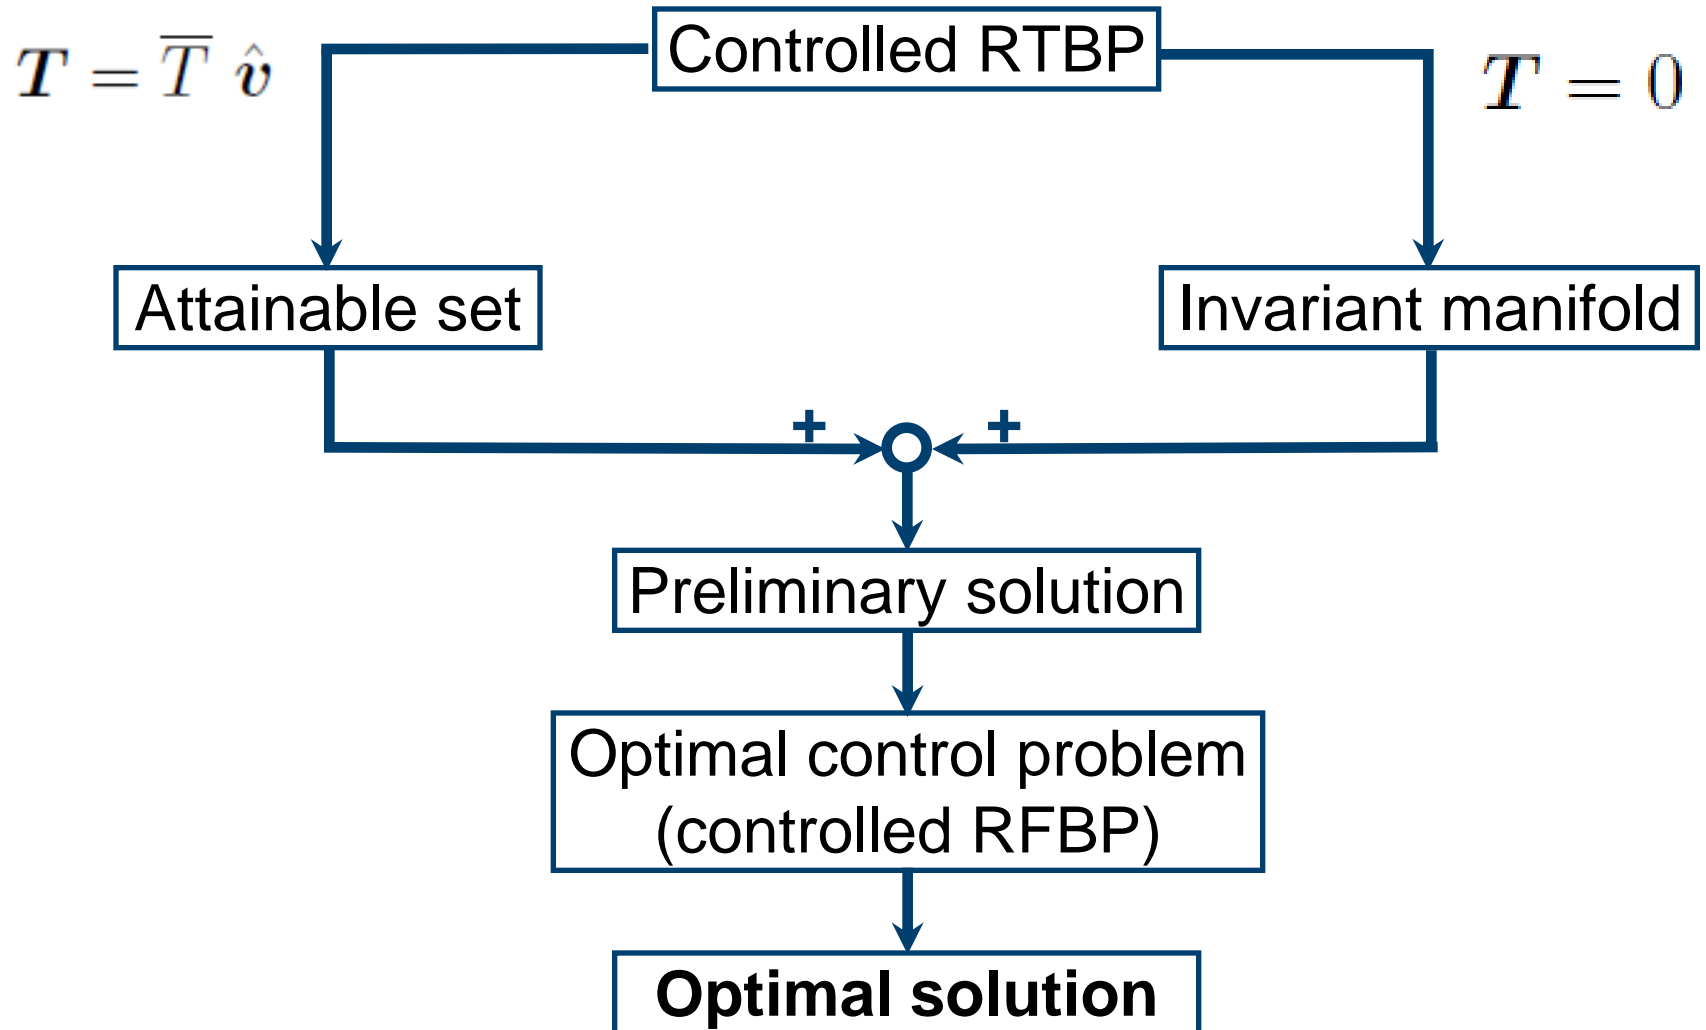 Controlled RTBP
T = T̅ v̂
T = 0
Attainable set
Invariant manifold
+ +
Preliminary solution
Optimal control problem
(controlled RFBP)
Optimal solution